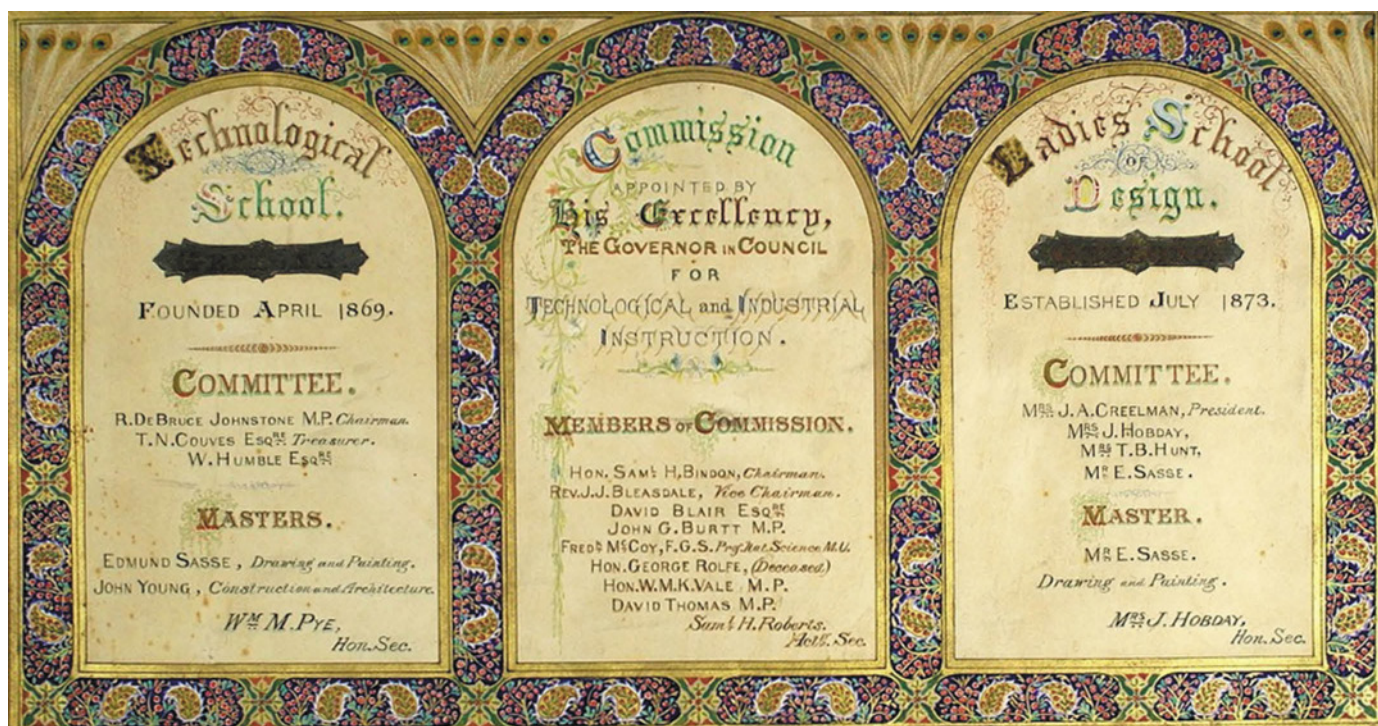 Technological
School.
FOUNDED APRIL 1869.
COMMITTEE.
R. DEBRUCE JOHNSTONE M.P. Chairman.
T.N. COUVES ESQRE Treasurer.
W. HUMBLE ESQRE
MASTERS.
EDMUND SASSE, Drawing and Painting.
JOHN YOUNG, Construction and Architecture.
WM M. PYE,
Hon. Sec.
Commission
APPOINTED BY
His Excellency,
THE GOVERNOR IN COUNCIL
FOR
TECHNOLOGICAL and INDUSTRIAL
INSTRUCTION.
MEMBERS OF COMMISSION.
HON. SAML H. BINDON, Chairman.
REV. J.J. BLEASDALE, Vice Chairman.
DAVID BLAIR ESQRE
JOHN G. BURTT M.P.
FREDK McCOY, F.G.S. Prof. Nat. Science M.U.
HON. GEORGE ROLFE, (Deceased)
HON. W.M.K. VALE, M.P.
DAVID THOMAS M.P.
Saml H. Roberts.
Actg. Sec.
Ladies School
OF
Design.
ESTABLISHED JULY 1873.
COMMITTEE.
MRS J.A. CREELMAN, President.
MRS J. HOBDAY,
MRS T.B. HUNT,
MR E. SASSE.
MASTER.
MR E. SASSE.
Drawing and Painting.
MRS J. HOBDAY,
Hon. Sec.